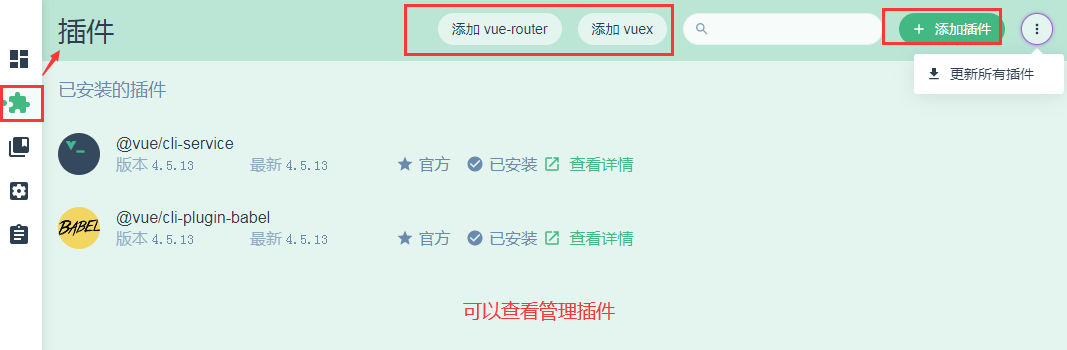 插件
添加 vue-router
添加 vuex
添加插件
更新所有插件
已安装的插件
@vue/cli-service
版本 4.5.13 最新 4.5.13 官方 已安装 查看详情
BABEL
@vue/cli-plugin-babel
版本 4.5.13 最新 4.5.13 官方 已安装 查看详情
可以查看管理插件